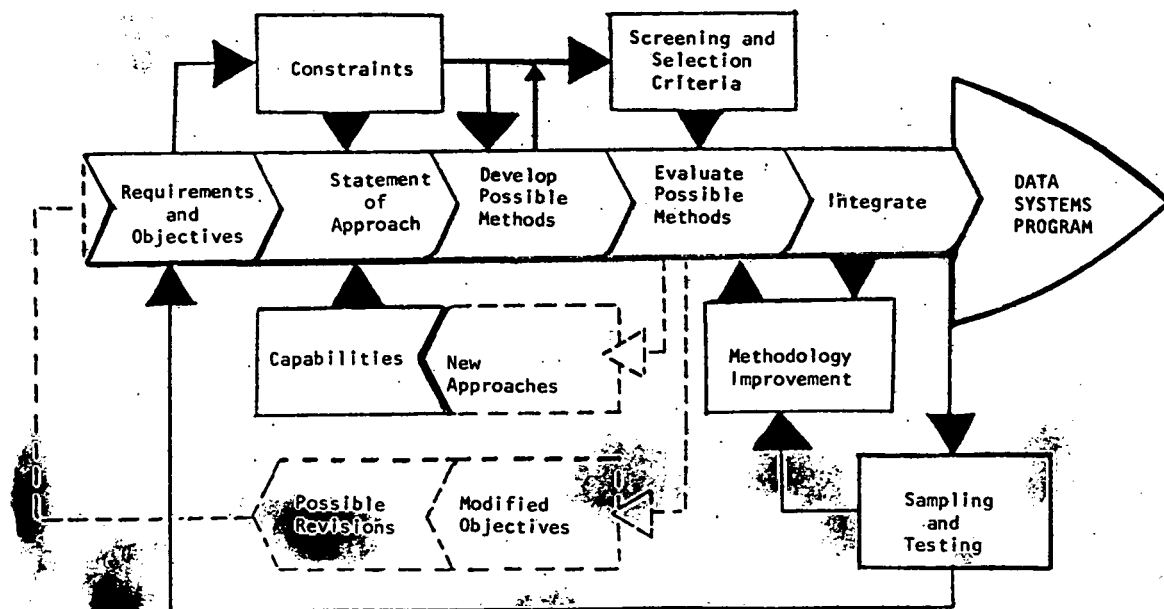 Constraints
Screening and
Selection
Criteria
Requirements
and
Objectives
Statement
of
Approach
Develop
Possible
Methods
Evaluate
Possible
Methods
Integrate
DATA
SYSTEMS
PROGRAM
Capabilities
New
Approaches
Methodology
Improvement
Possible
Revisions
Modified
Objectives
Sampling
and
Testing